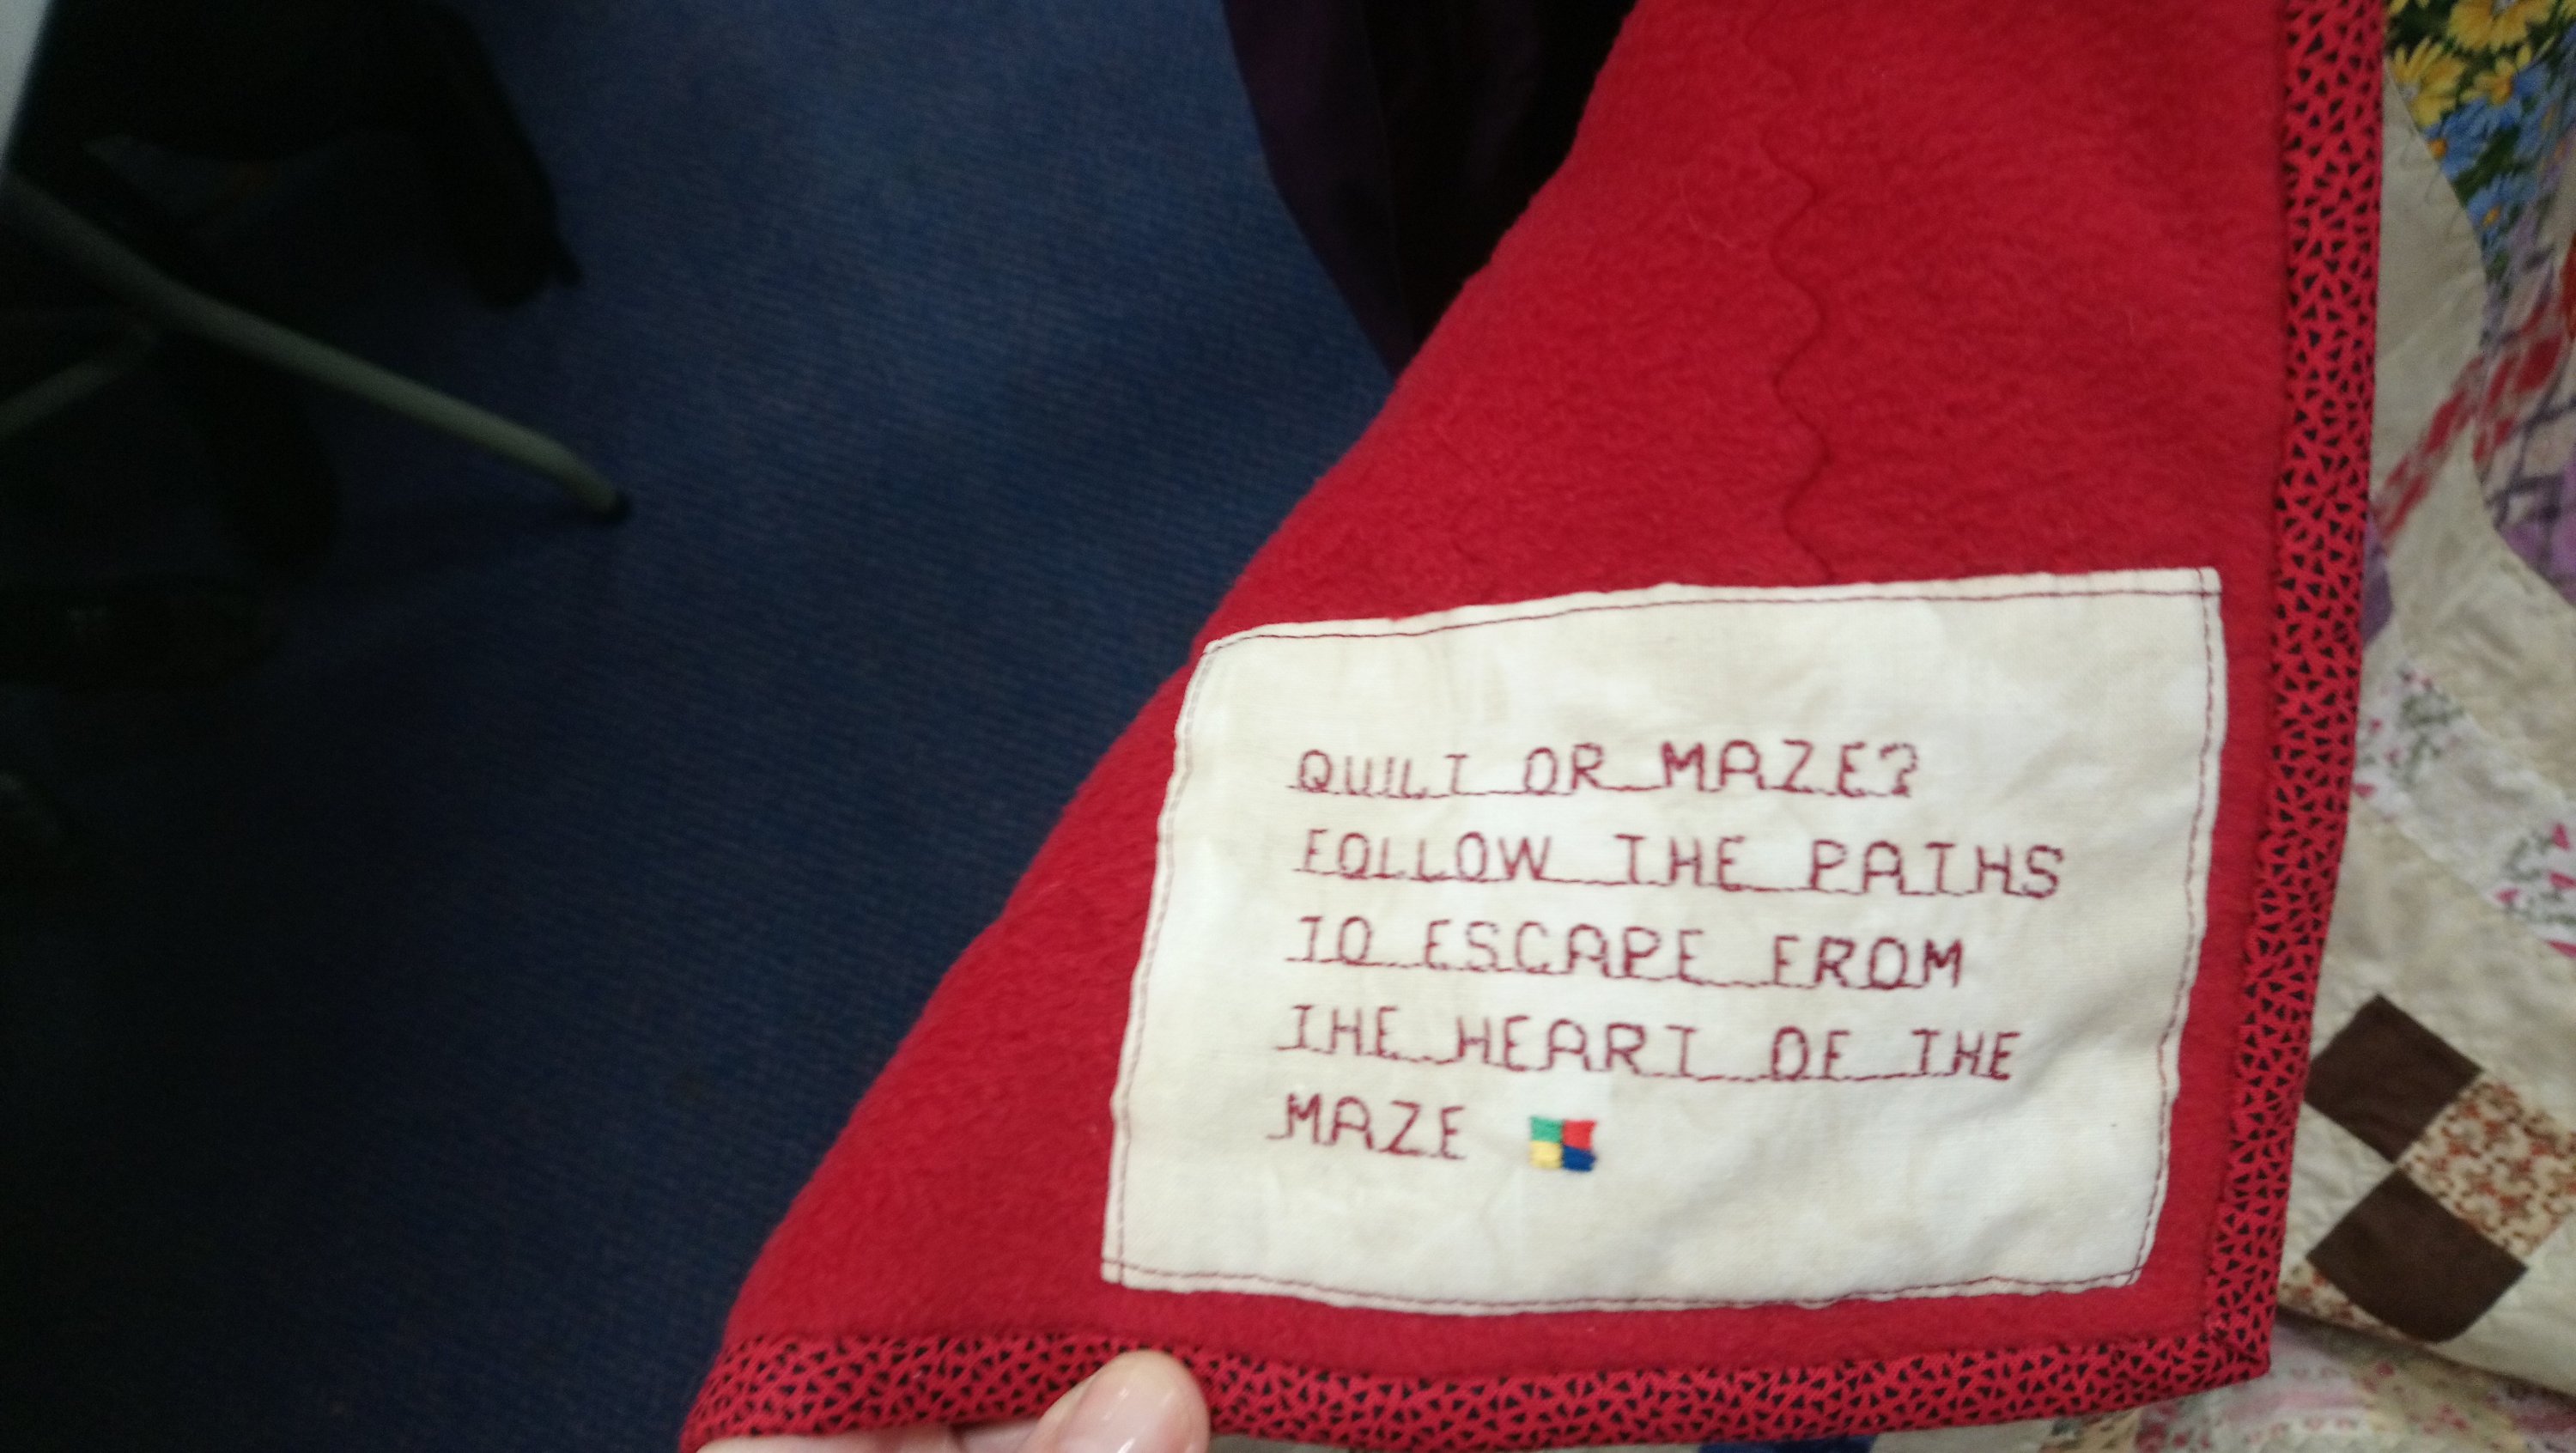 QUILT OR MAZE?
FOLLOW THE PATHS
TO ESCAPE FROM
THE HEART OF THE
MAZE